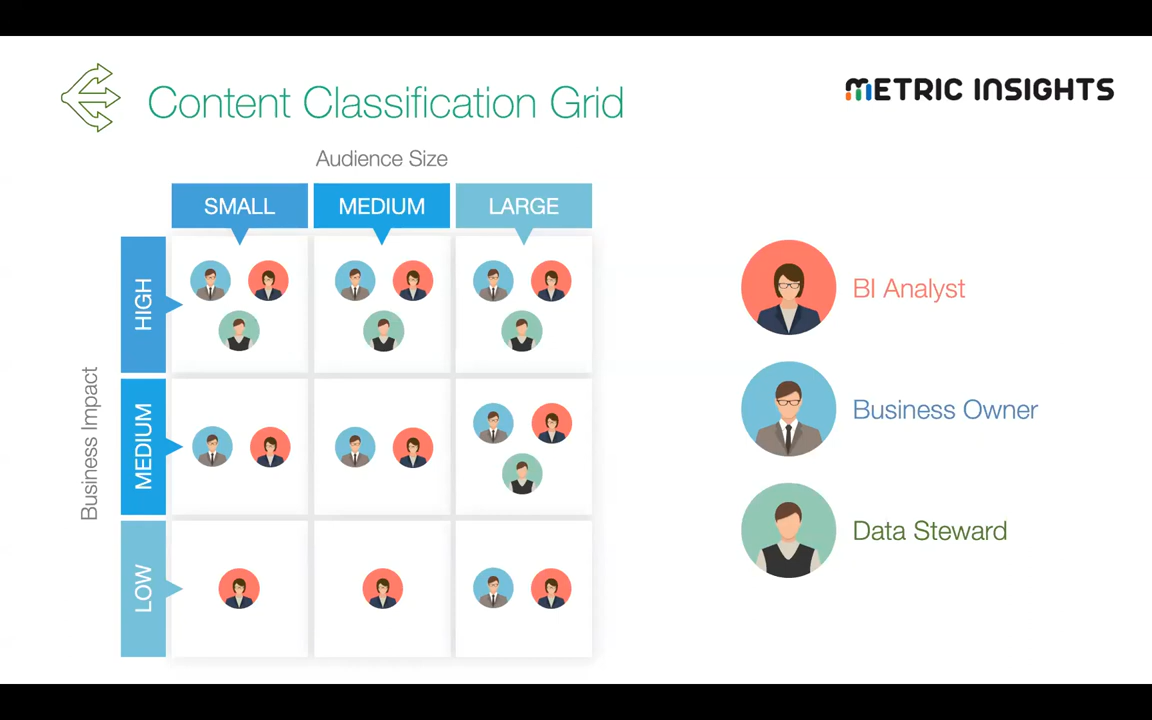 Content Classification Grid
METRIC INSIGHTS
Audience Size
SMALL
MEDIUM
LARGE
Business Impact
HIGH
MEDIUM
LOW
BI Analyst
Business Owner
Data Steward